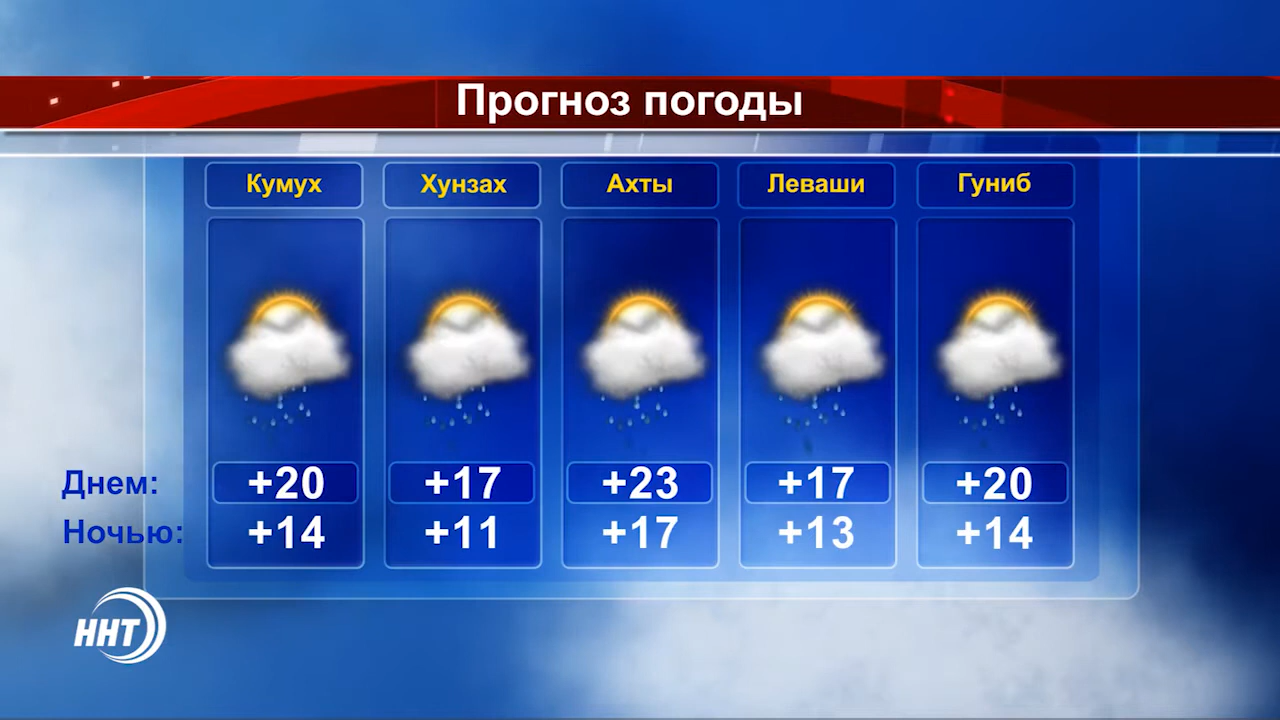 Прогноз погоды
Кумух Хунзах Ахты Леваши Гуниб
Днем: +20 +17 +23 +17 +20
Ночью: +14 +11 +17 +13 +14
ННТ